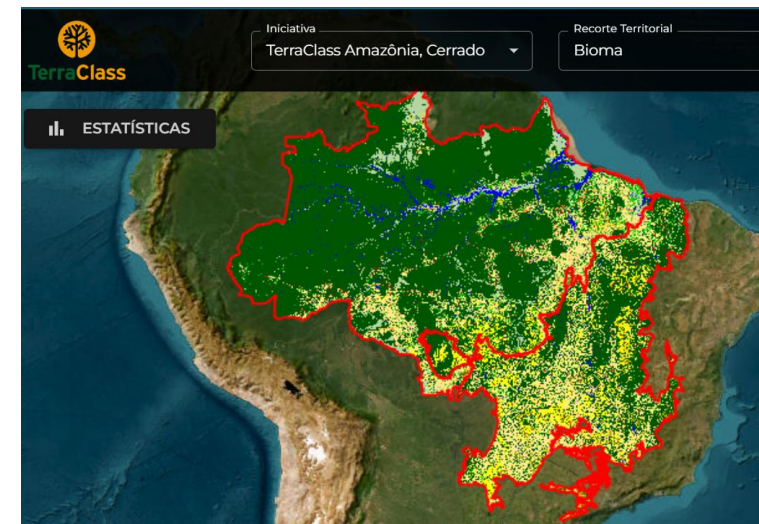 TerraClass
Iniciativa
TerraClass Amazônia, Cerrado
Recorte Territorial
Bioma
ESTATÍSTICAS